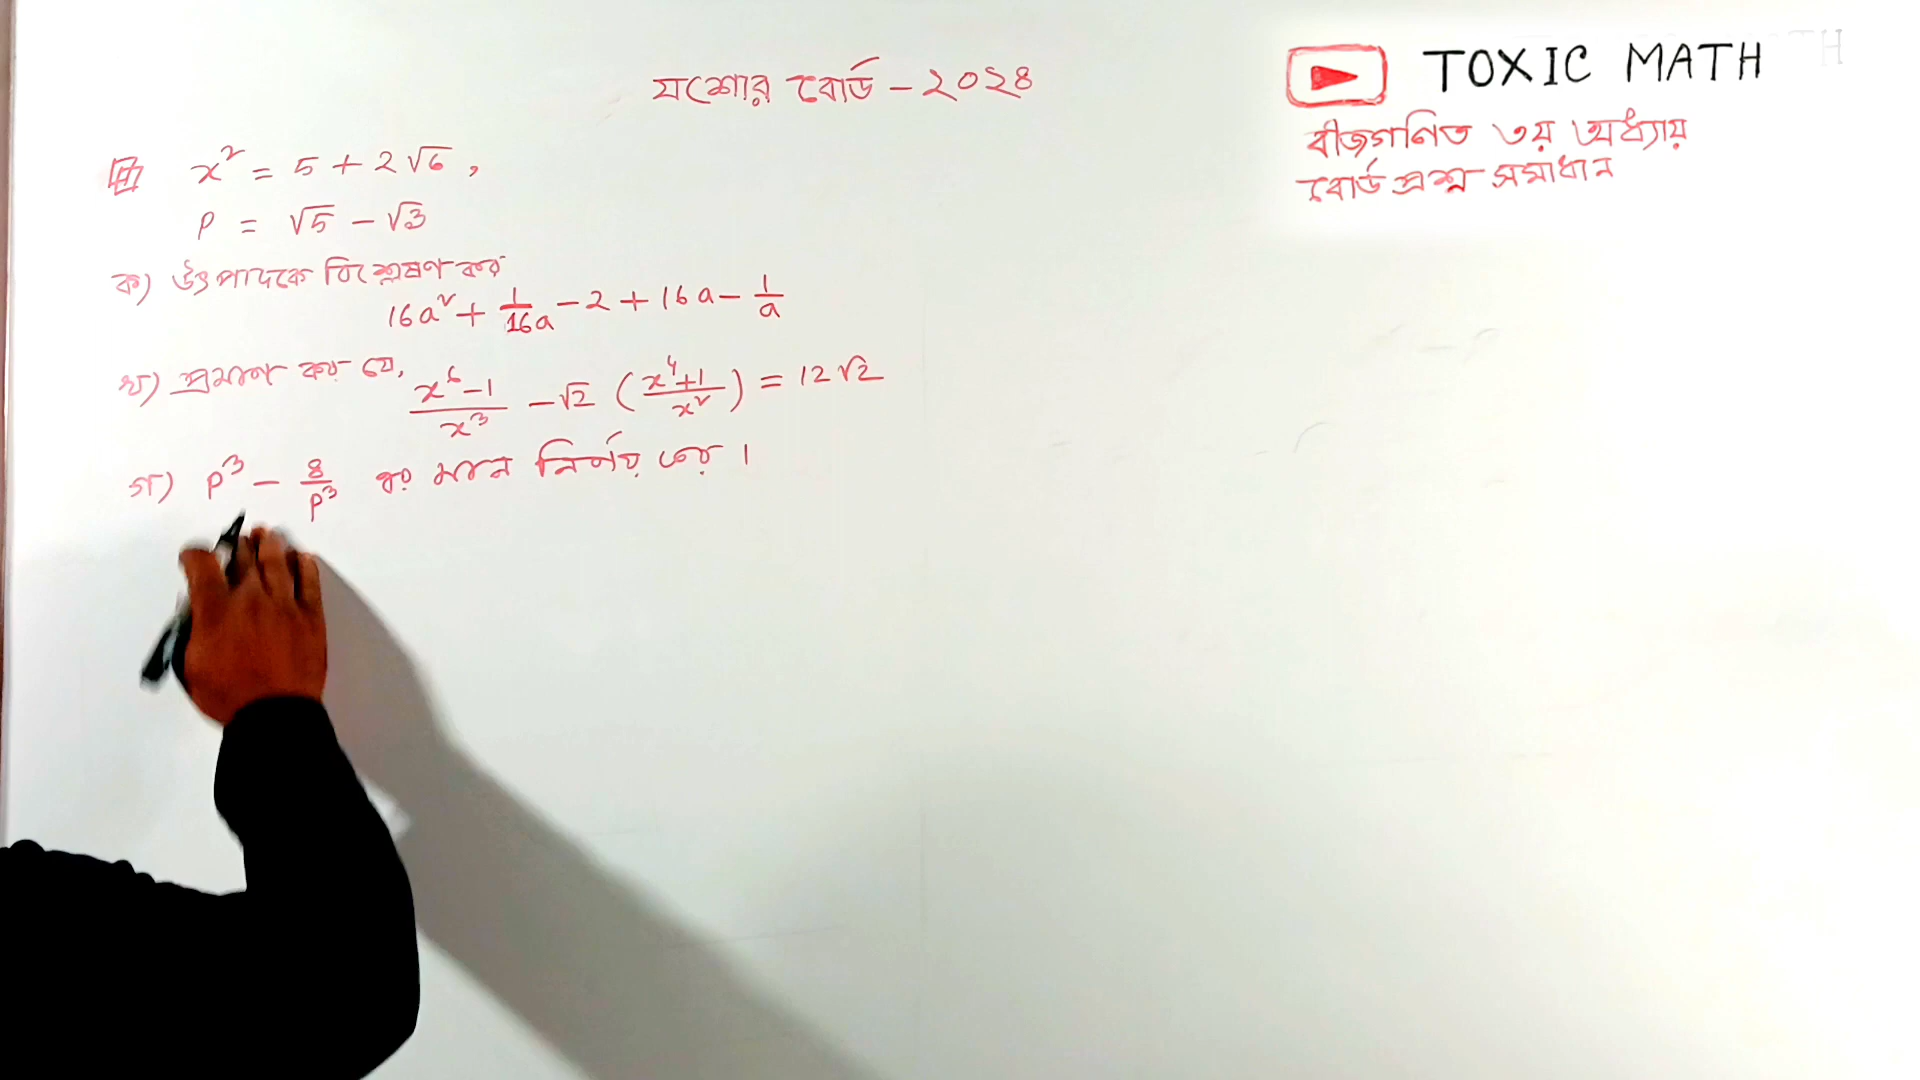 যশোর বোর্ড – ২০২৪
TOXIC MATH
বীজগণিত ৩য় অধ্যায়
বোর্ড প্রশ্ন সমাধান
x² = 5 + 2√6 ,
P = √5 – √3
ক) উৎপাদকে বিশ্লেষণ কর
16a² + 1/16a – 2 + 16a – 1/a
খ) প্রমাণ কর যে, (x⁶–1)/x³ – √2 ( (x⁴+1)/x² ) = 12√2
গ) P³ – 8/P³ এর মান নির্ণয় কর ।